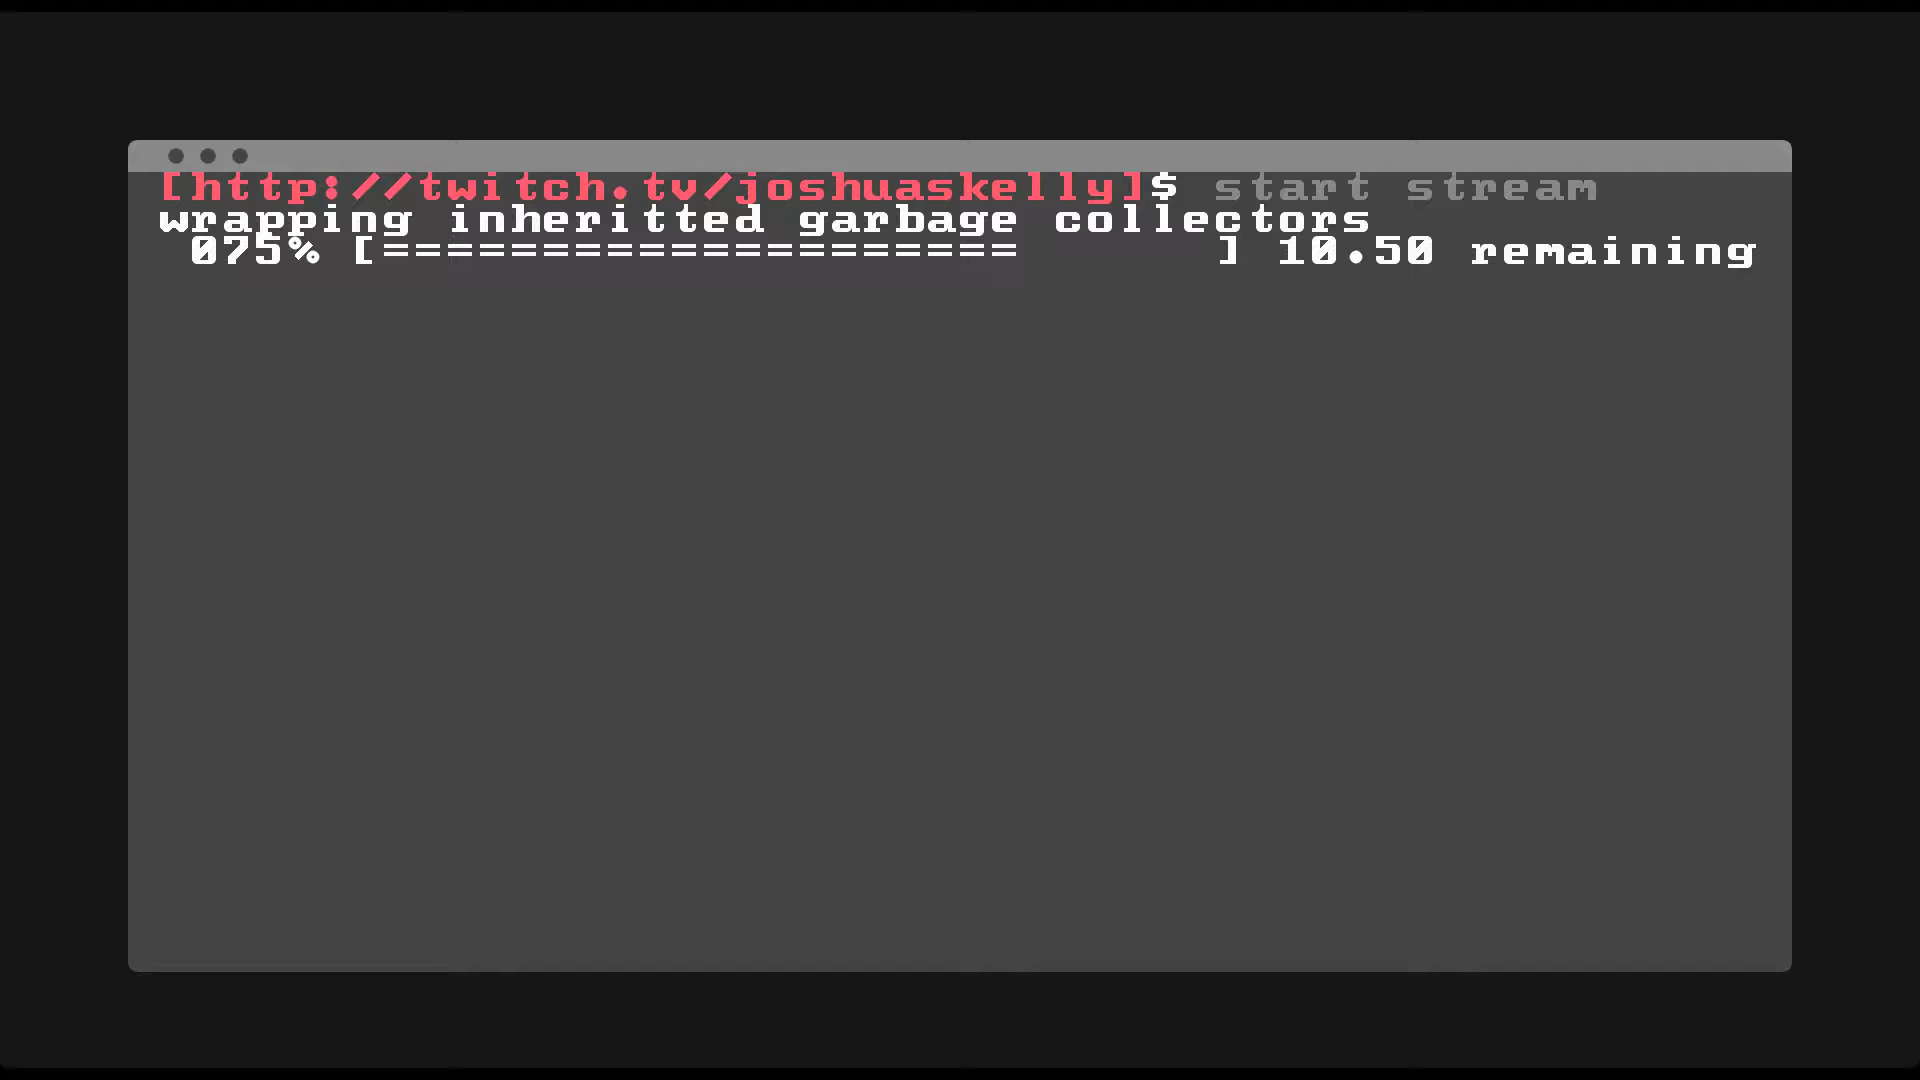 [http://twitch.tv/joshuaskelly]$ start stream
wrapping inheritted garbage collectors
075% [====================      ] 10.50 remaining